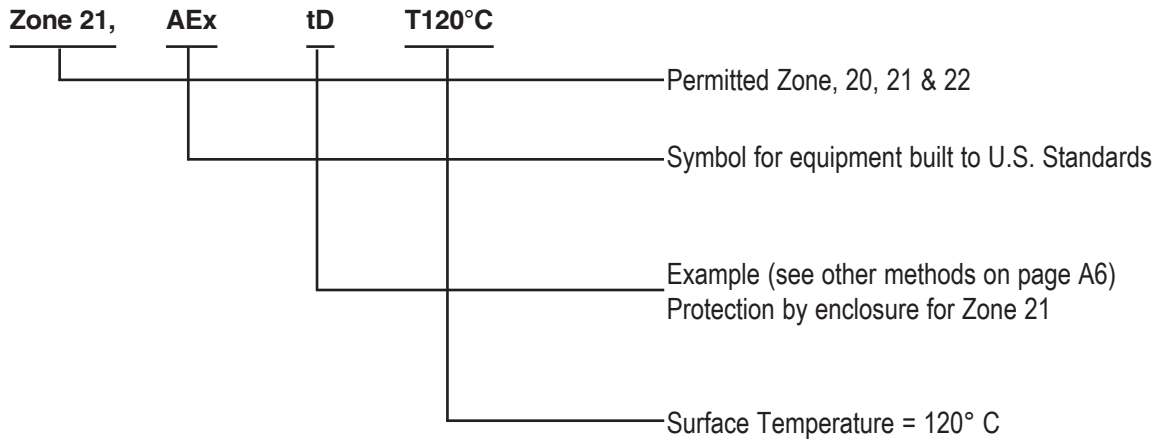 Zone 21, AEx tD T120°C
Permitted Zone, 20, 21 & 22
Symbol for equipment built to U.S. Standards
Example (see other methods on page A6)
Protection by enclosure for Zone 21
Surface Temperature = 120° C